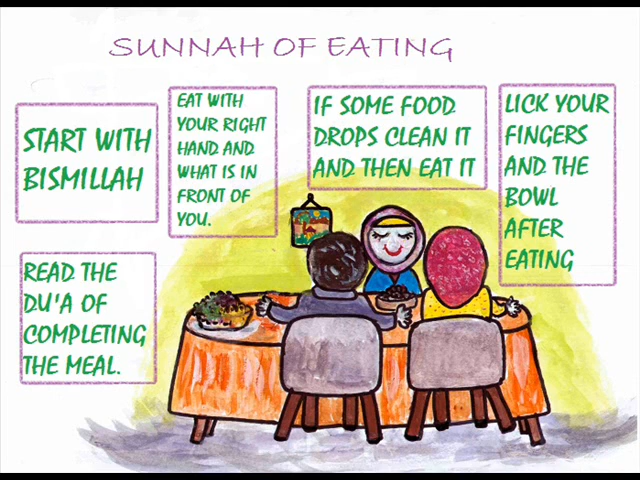 SUNNAH OF EATING
START WITH
BISMILLAH
EAT WITH
YOUR RIGHT
HAND AND
WHAT IS IN
FRONT OF
YOU.
IF SOME FOOD
DROPS CLEAN IT
AND THEN EAT IT
LICK YOUR
FINGERS
AND THE
BOWL
AFTER
EATING
READ THE
DU'A OF
COMPLETING
THE MEAL.